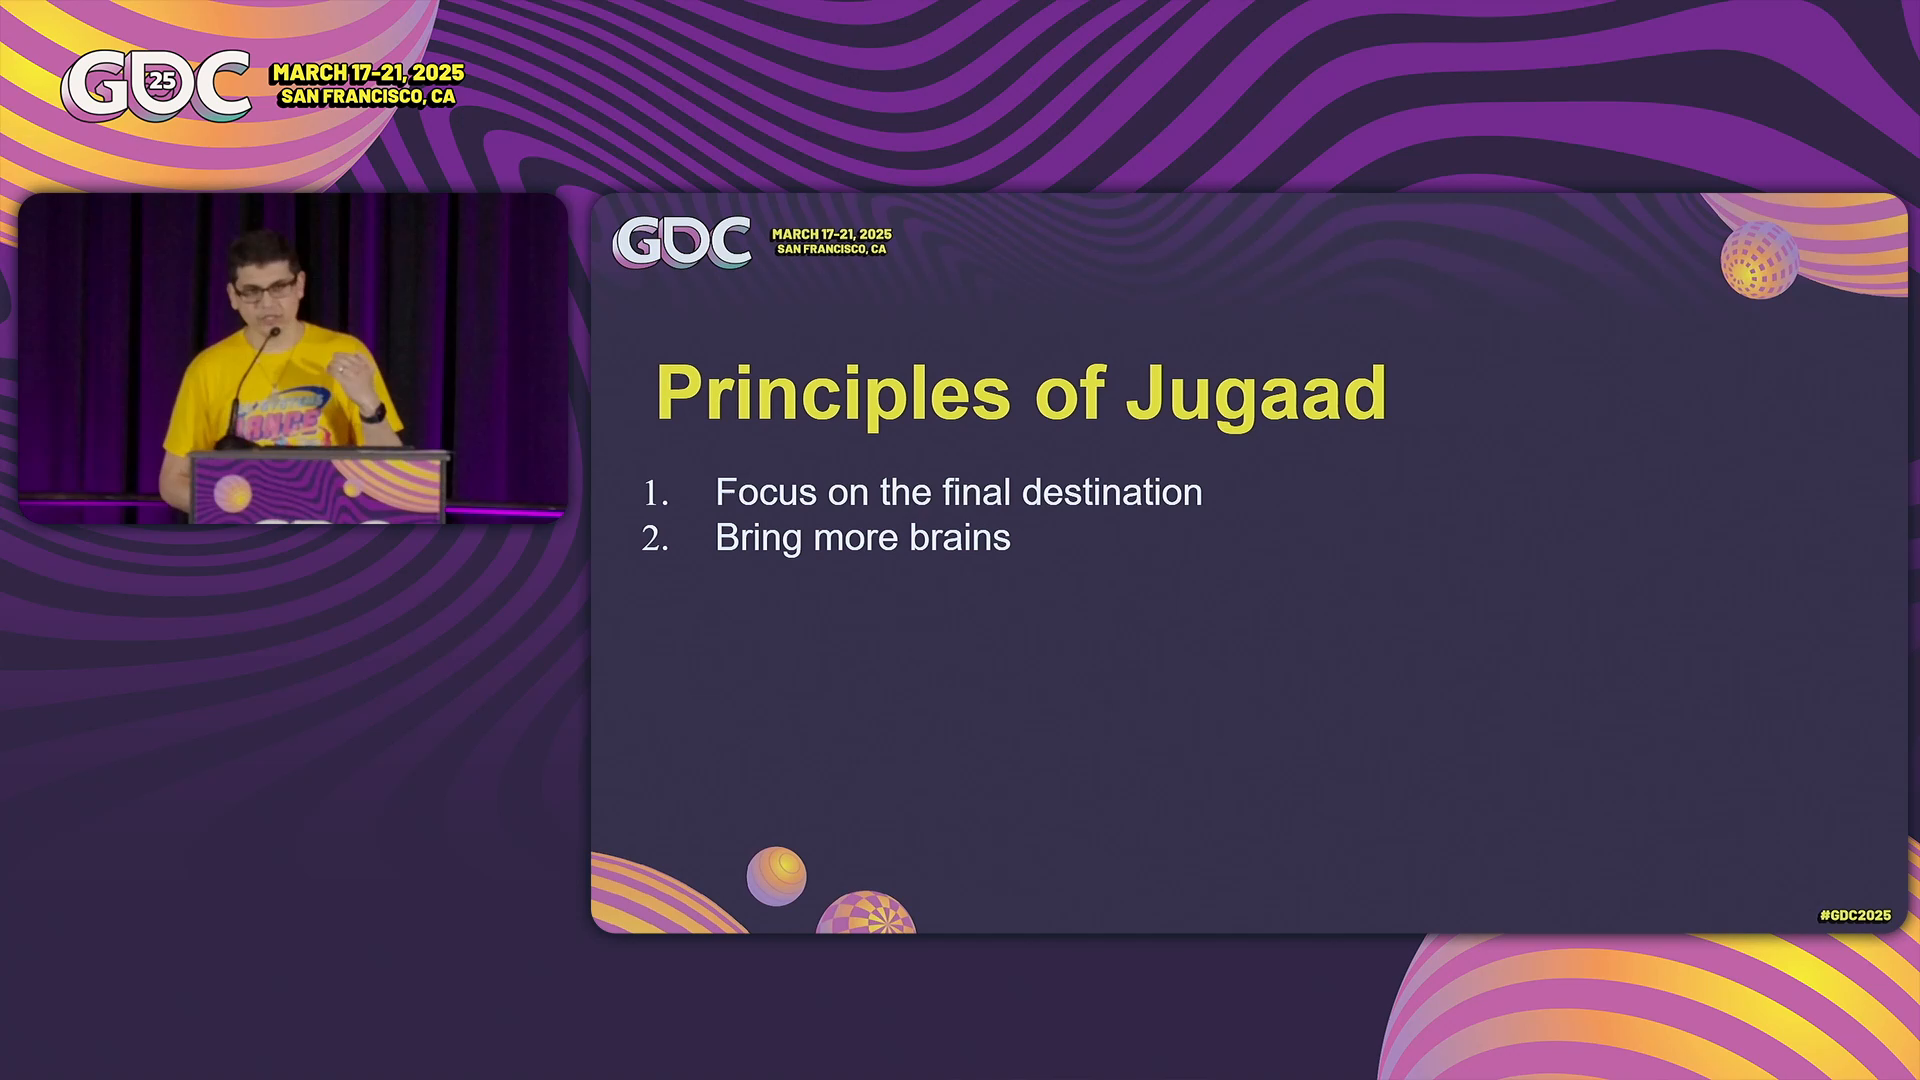 GDC 25
MARCH 17-21, 2025
SAN FRANCISCO, CA
GDC
MARCH 17-21, 2025
SAN FRANCISCO, CA
Principles of Jugaad
1. Focus on the final destination
2. Bring more brains
#GDC2025